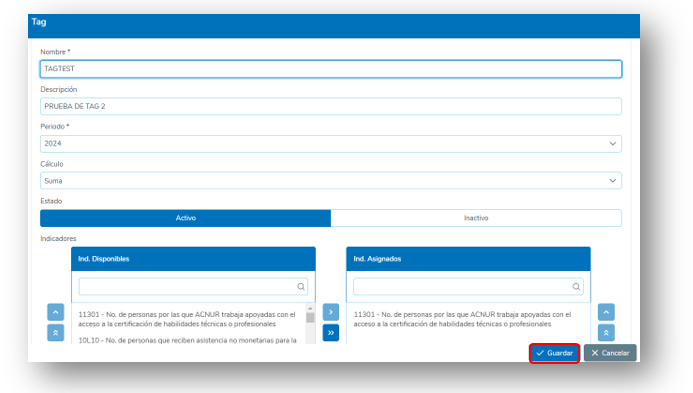 Tag
Nombre *
TAGTEST
Descripción
PRUEBA DE TAG 2
Periodo *
2024
Cálculo
Suma
Estado
Activo
Inactivo
Indicadores
Ind. Disponibles
Ind. Asignados
11301 - No. de personas por las que ACNUR trabaja apoyadas con el
acceso a la certificación de habilidades técnicas o profesionales
10L10 - No. de personas que reciben asistencia no monetarias para la
11301 - No. de personas por las que ACNUR trabaja apoyadas con el
acceso a la certificación de habilidades técnicas o profesionales
Guardar
Cancelar